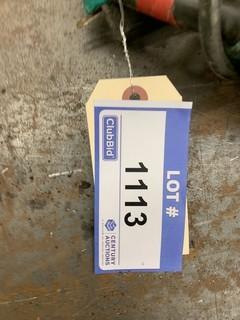 LOT #
1113
ClubBid
CENTURY
AUCTIONS